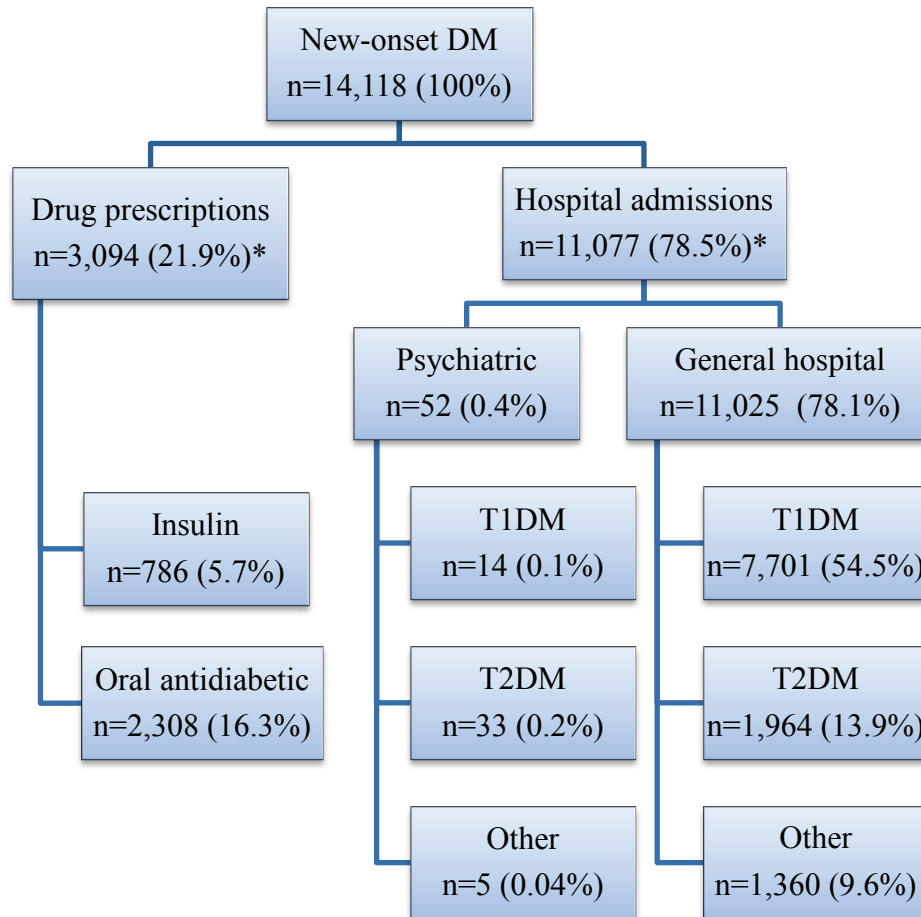 New-onset DM
n=14,118 (100%)
Drug prescriptions
n=3,094 (21.9%)*
Hospital admissions
n=11,077 (78.5%)*
Psychiatric
n=52 (0.4%)
General hospital
n=11,025 (78.1%)
Insulin
n=786 (5.7%)
Oral antidiabetic
n=2,308 (16.3%)
T1DM
n=14 (0.1%)
T2DM
n=33 (0.2%)
Other
n=5 (0.04%)
T1DM
n=7,701 (54.5%)
T2DM
n=1,964 (13.9%)
Other
n=1,360 (9.6%)